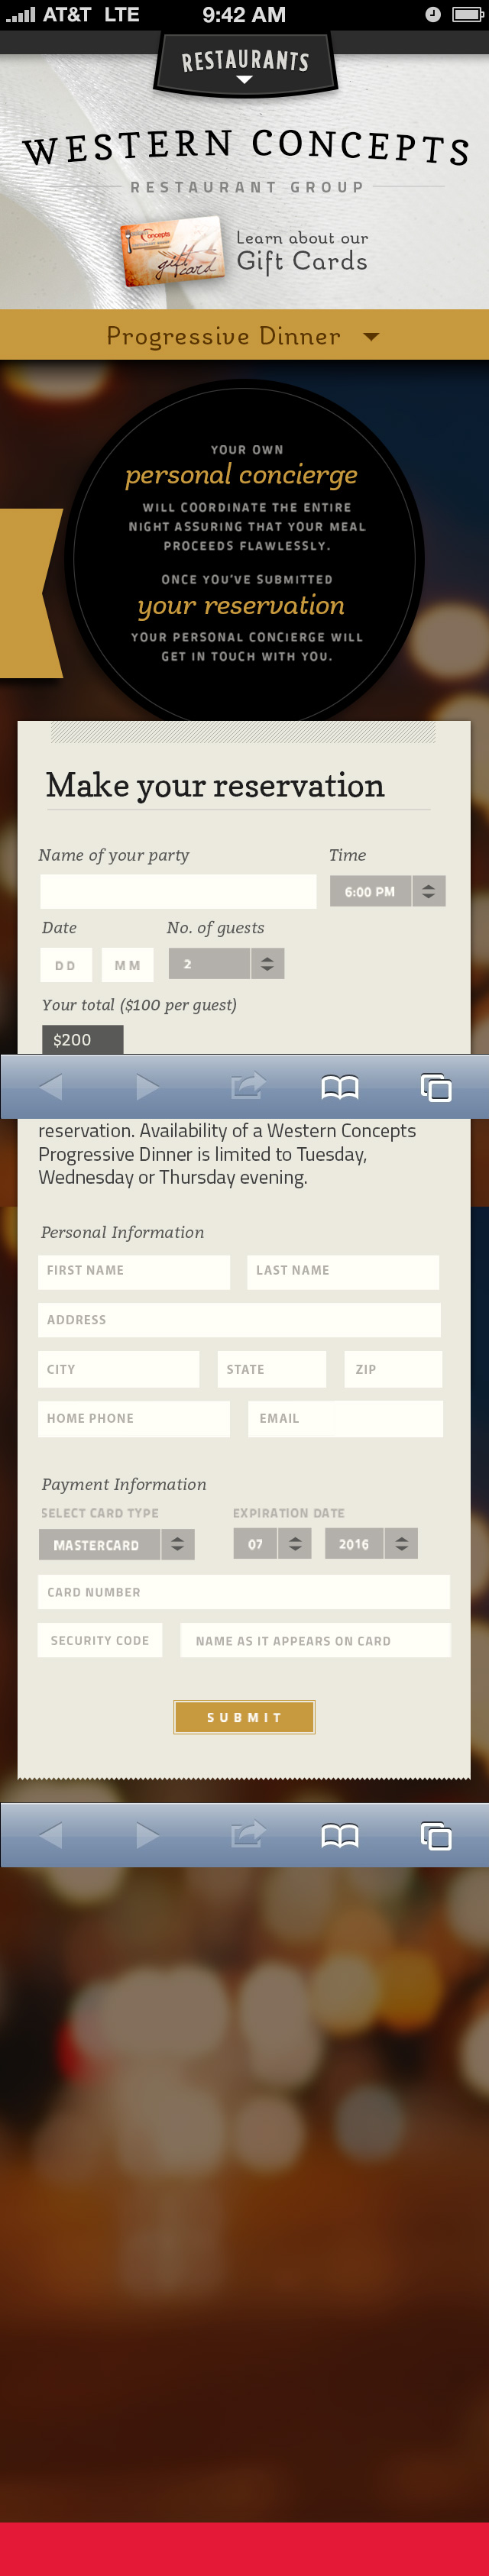 AT&T LTE 9:42 AM
RESTAURANTS
WESTERN CONCEPTS
RESTAURANT GROUP
concepts
gift card
Learn about our
Gift Cards
Progressive Dinner
YOUR OWN
personal concierge
WILL COORDINATE THE ENTIRE
NIGHT ASSURING THAT YOUR MEAL
PROCEEDS FLAWLESSLY.
ONCE YOU'VE SUBMITTED
your reservation
YOUR PERSONAL CONCIERGE WILL
GET IN TOUCH WITH YOU.
Make your reservation
Name of your party Time
6:00 PM
Date No. of guests
DD MM 2
Your total ($100 per guest)
$200
reservation. Availability of a Western Concepts
Progressive Dinner is limited to Tuesday,
Wednesday or Thursday evening.
Personal Information
FIRST NAME LAST NAME
ADDRESS
CITY STATE ZIP
HOME PHONE EMAIL
Payment Information
SELECT CARD TYPE EXPIRATION DATE
MASTERCARD 07 2016
CARD NUMBER
SECURITY CODE NAME AS IT APPEARS ON CARD
SUBMIT